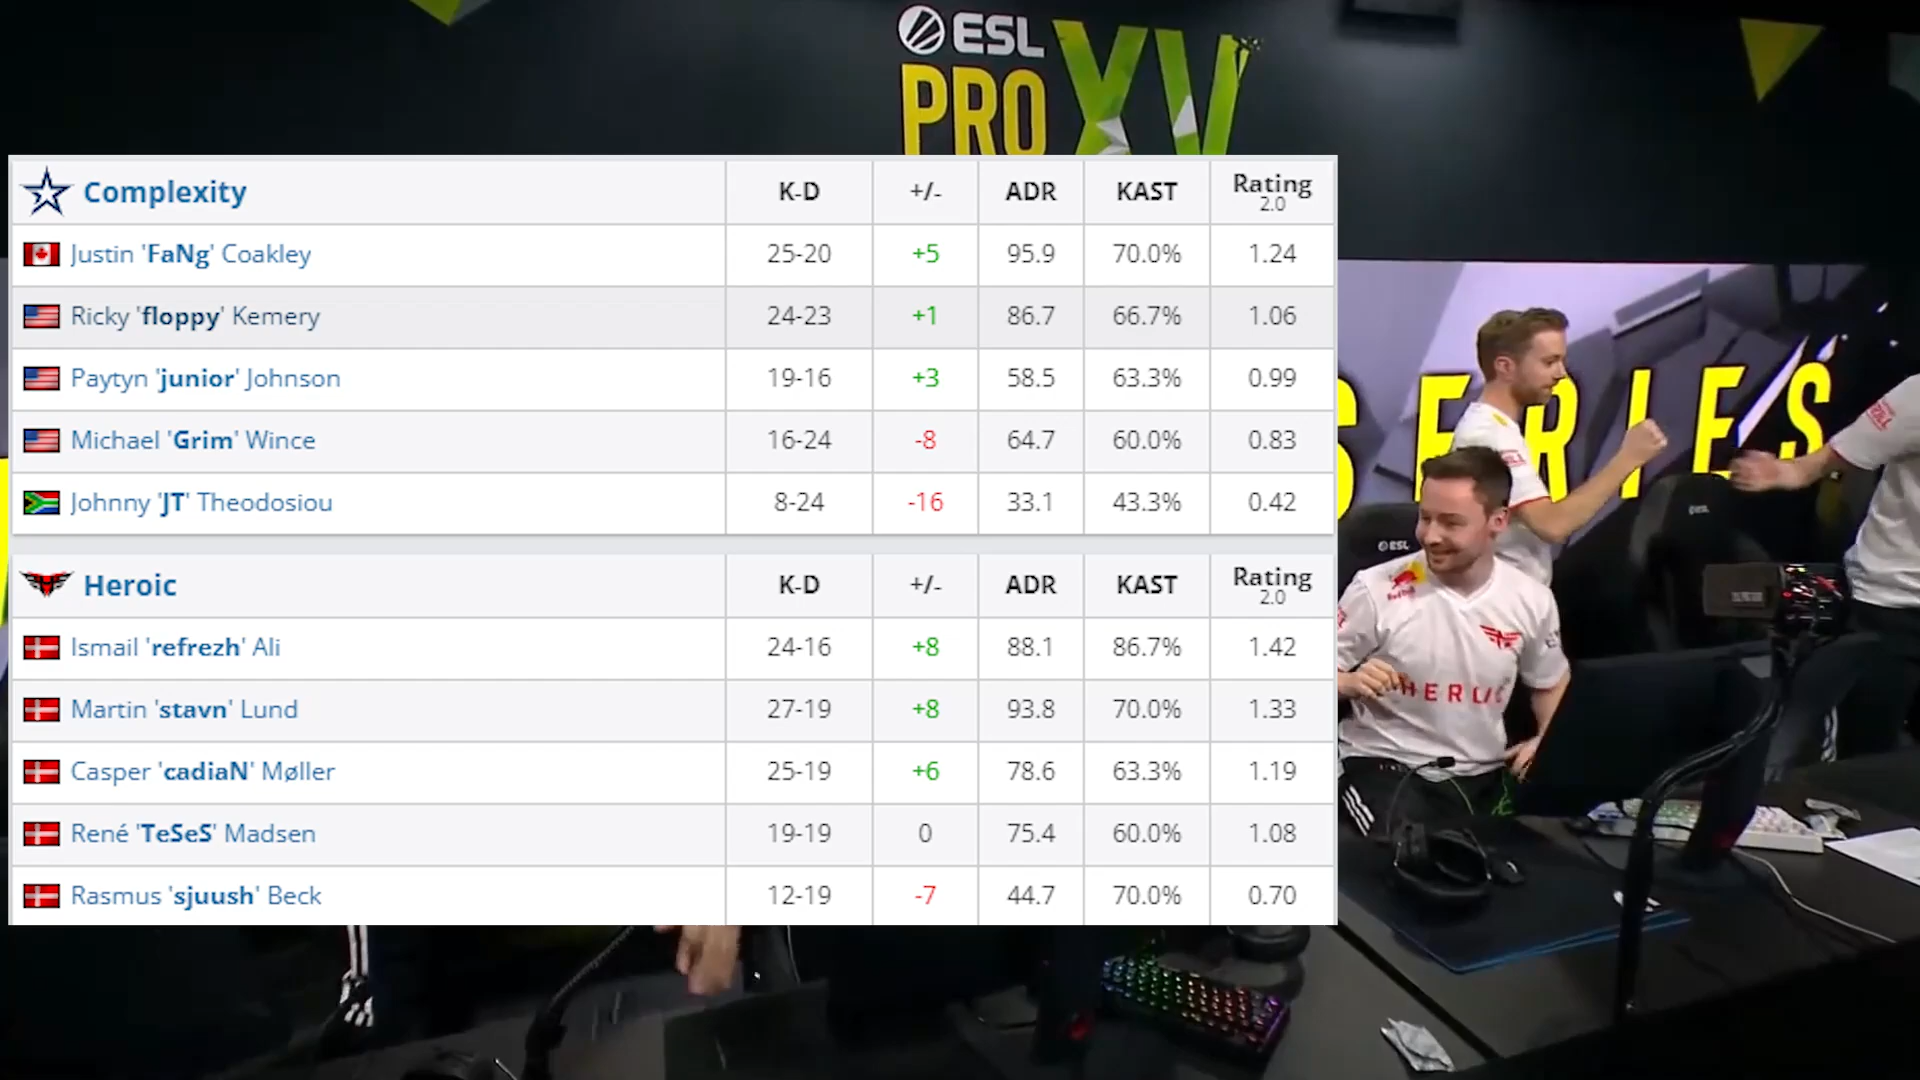 ESL
PRO XV
SERIES
Complexity K-D +/- ADR KAST Rating 2.0
Justin 'FaNg' Coakley 25-20 +5 95.9 70.0% 1.24
Ricky 'floppy' Kemery 24-23 +1 86.7 66.7% 1.06
Paytyn 'junior' Johnson 19-16 +3 58.5 63.3% 0.99
Michael 'Grim' Wince 16-24 -8 64.7 60.0% 0.83
Johnny 'JT' Theodosiou 8-24 -16 33.1 43.3% 0.42
Heroic K-D +/- ADR KAST Rating 2.0
Ismail 'refrezh' Ali 24-16 +8 88.1 86.7% 1.42
Martin 'stavn' Lund 27-19 +8 93.8 70.0% 1.33
Casper 'cadiaN' Møller 25-19 +6 78.6 63.3% 1.19
René 'TeSeS' Madsen 19-19 0 75.4 60.0% 1.08
Rasmus 'sjuush' Beck 12-19 -7 44.7 70.0% 0.70
ESL
ESL
Red Bull
HEROIC